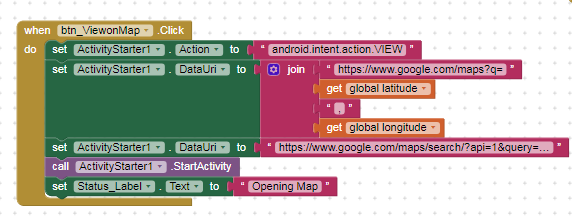 when btn_ViewonMap .Click
do set ActivityStarter1 . Action to " android.intent.action.VIEW "
set ActivityStarter1 . DataUri to join " https://www.google.com/maps?q= "
get global latitude
" , "
get global longitude
set ActivityStarter1 . DataUri to " https://www.google.com/maps/search/?api=1&query=... "
call ActivityStarter1 .StartActivity
set Status_Label . Text to " Opening Map "